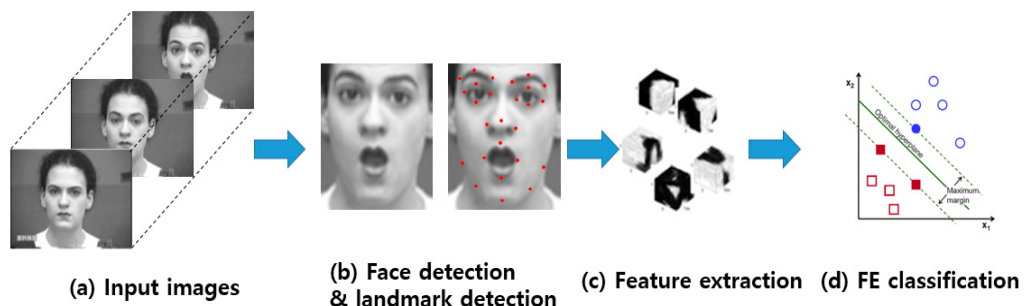 (a) Input images
(b) Face detection
& landmark detection
(c) Feature extraction
x₂
Optimal hyperplane
Maximum
margin
x₁
(d) FE classification